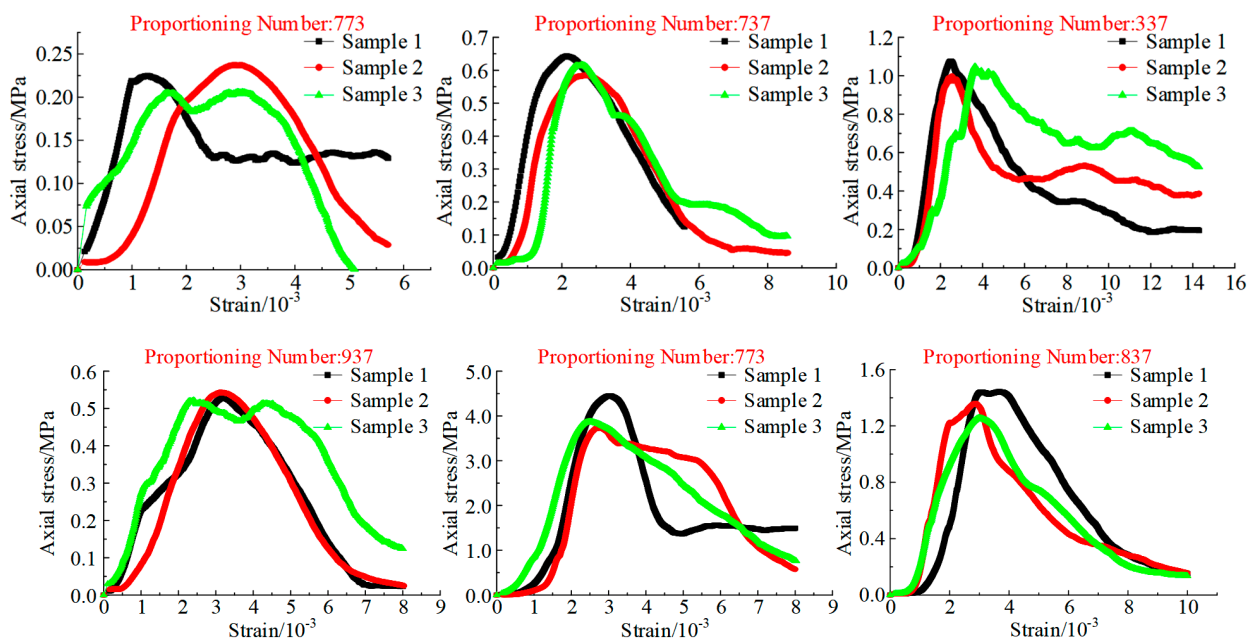 Proportioning Number:773
Sample 1
Sample 2
Sample 3
Axial stress/MPa
0.25
0.20
0.15
0.10
0.05
0.00
0 1 2 3 4 5 6
Strain/10⁻³
Proportioning Number:737
Sample 1
Sample 2
Sample 3
Axial stress/MPa
0.7
0.6
0.5
0.4
0.3
0.2
0.1
0.0
0 2 4 6 8 10
Strain/10⁻³
Proportioning Number:337
Sample 1
Sample 2
Sample 3
Axial stress/MPa
1.2
1.0
0.8
0.6
0.4
0.2
0.0
0 2 4 6 8 10 12 14 16
Strain/10⁻³
Proportioning Number:937
Sample 1
Sample 2
Sample 3
Axial stress/MPa
0.6
0.5
0.4
0.3
0.2
0.1
0.0
0 1 2 3 4 5 6 7 8 9
Strain/10⁻³
Proportioning Number:773
Sample 1
Sample 2
Sample 3
Axial stress/MPa
5.0
4.0
3.0
2.0
1.0
0.0
0 1 2 3 4 5 6 7 8 9
Strain/10⁻³
Proportioning Number:837
Sample 1
Sample 2
Sample 3
Axial stress/MPa
1.6
1.2
0.8
0.4
0.0
0 2 4 6 8 10
Strain/10⁻³